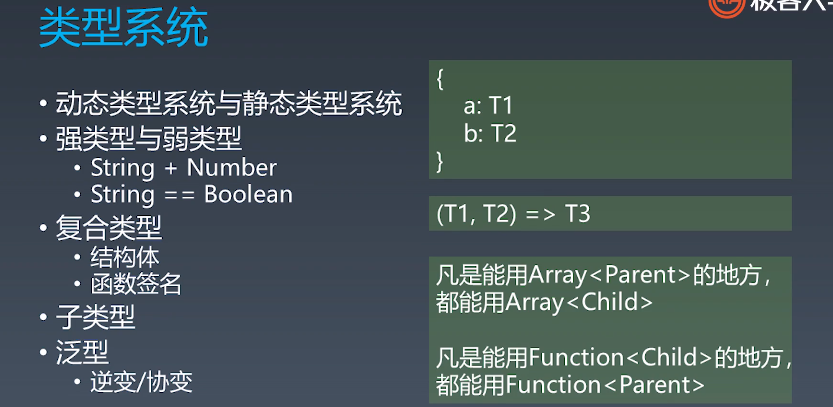 类型系统
• 动态类型系统与静态类型系统
• 强类型与弱类型
• String + Number
• String == Boolean
• 复合类型
• 结构体
• 函数签名
• 子类型
• 泛型
• 逆变/协变
{
a: T1
b: T2
}
(T1, T2) => T3
凡是能用Array<Parent>的地方，
都能用Array<Child>
凡是能用Function<Child>的地方，
都能用Function<Parent>